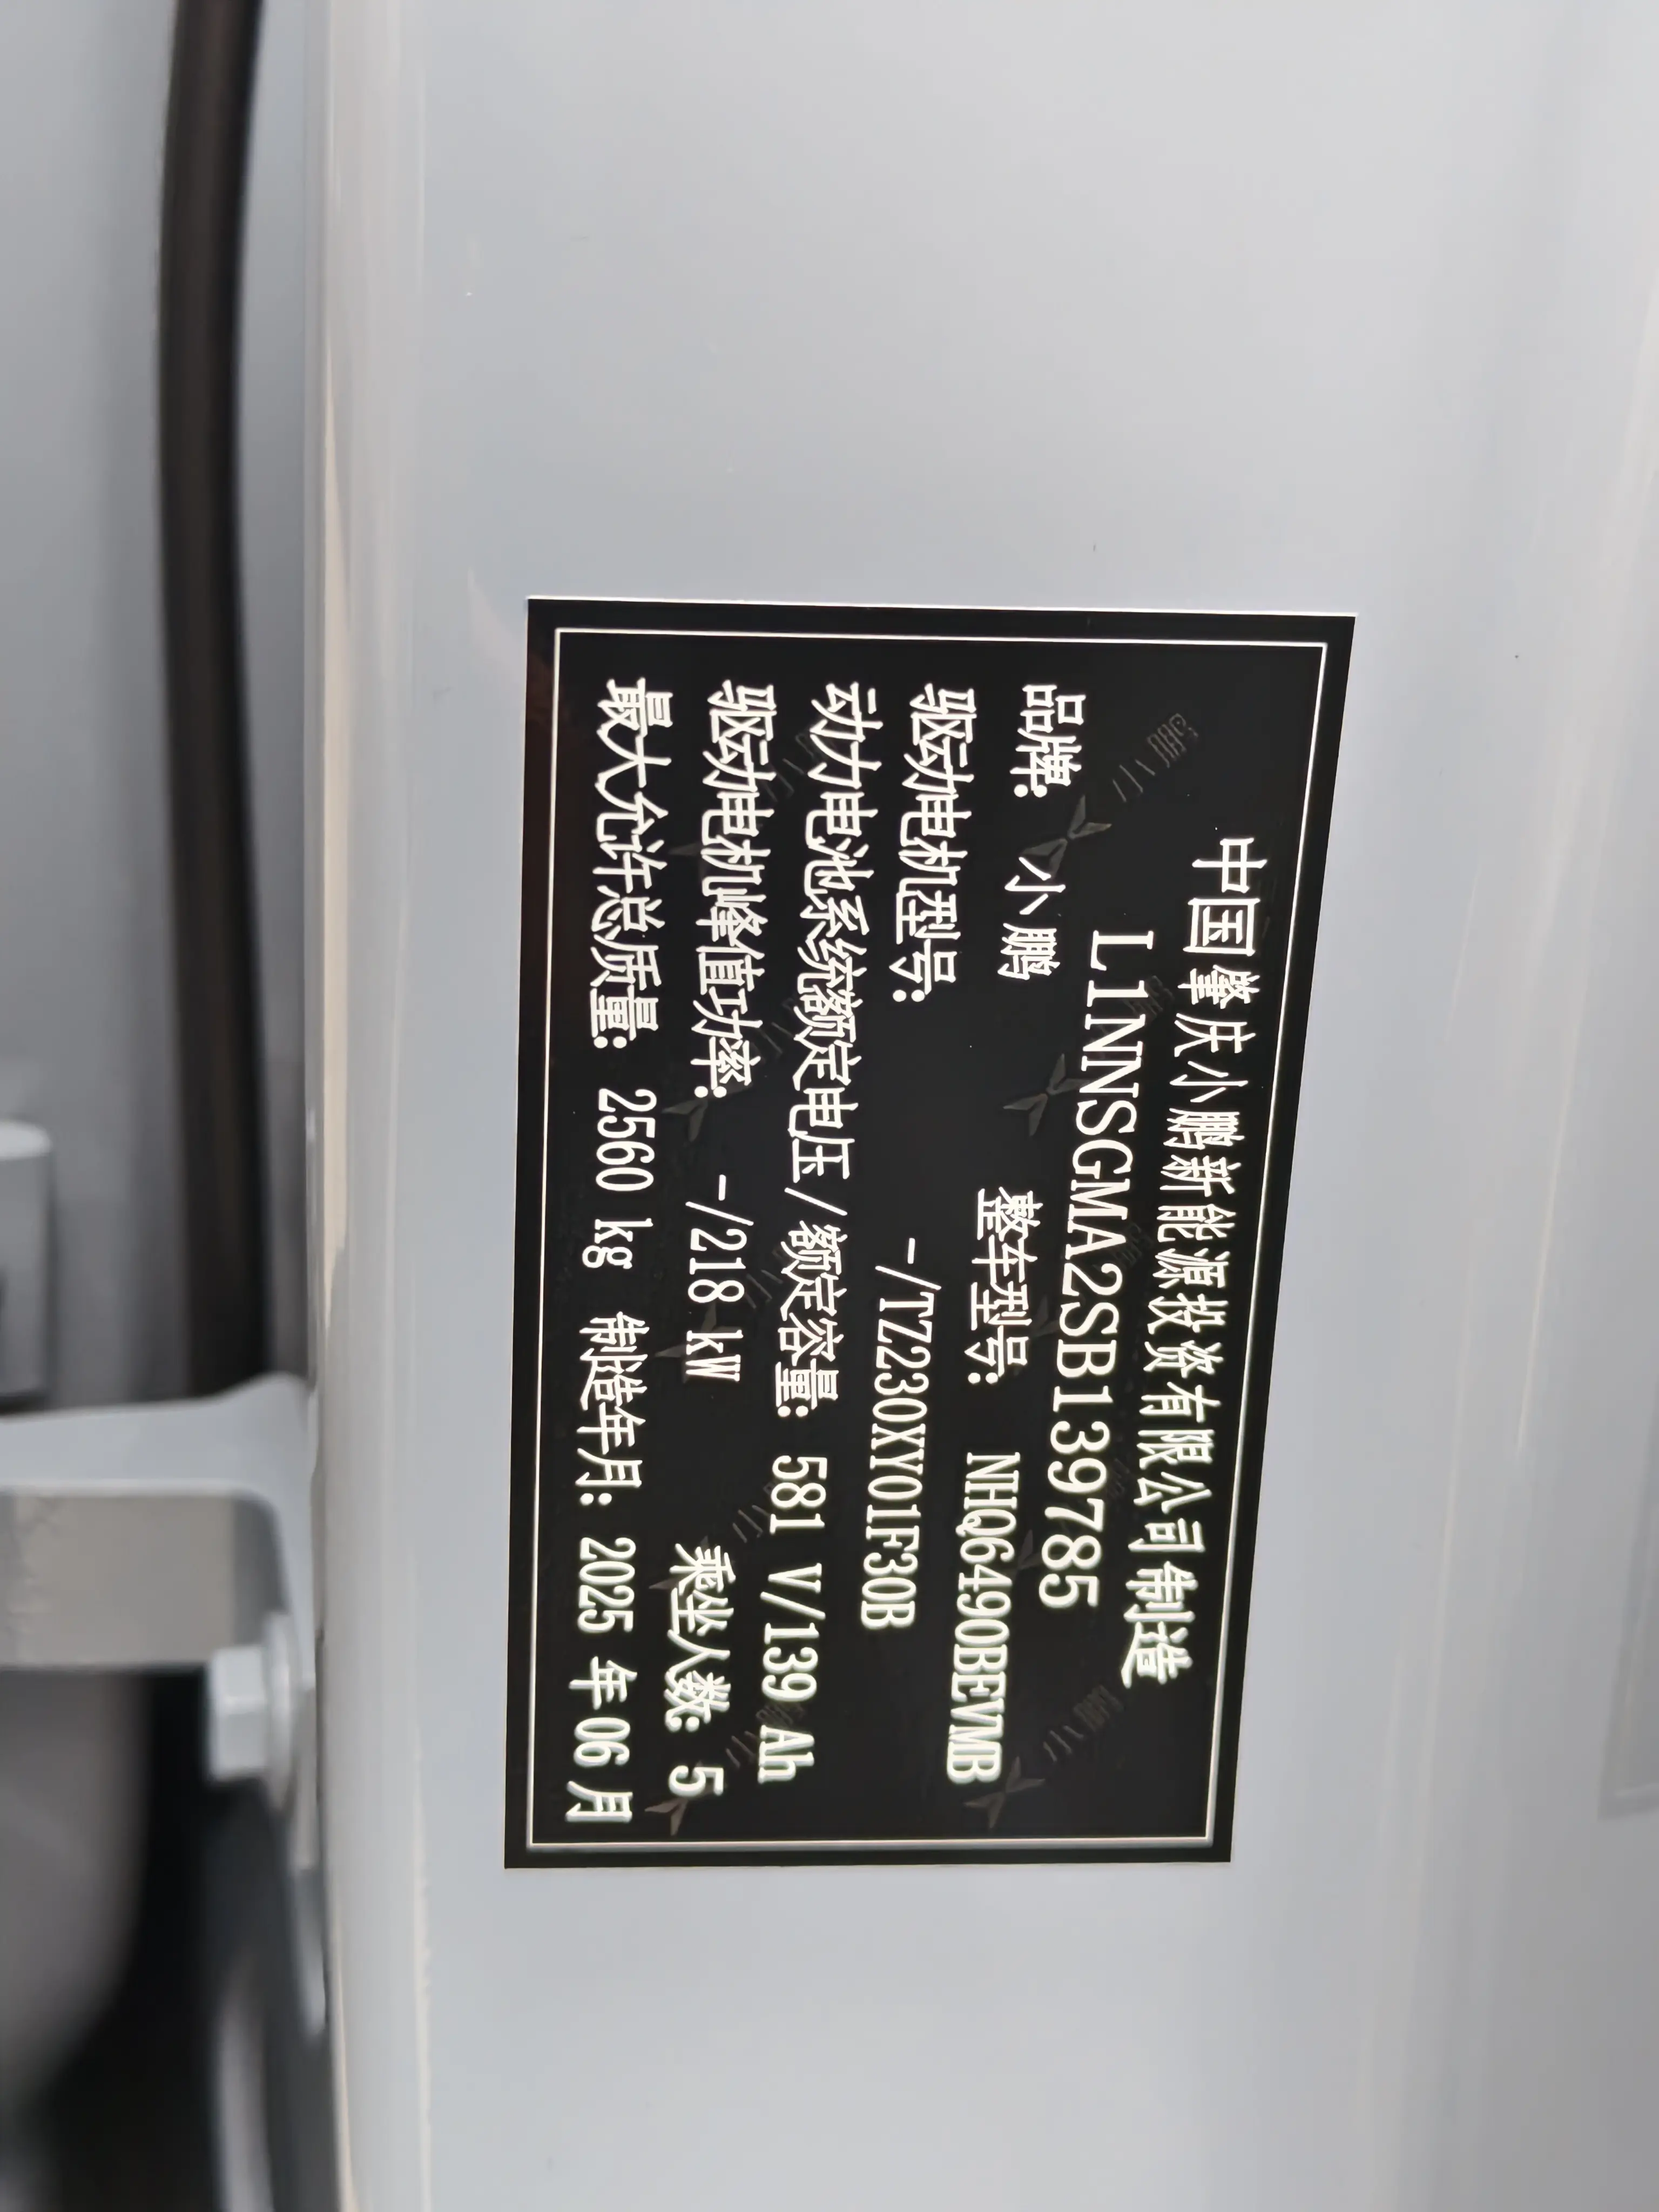 中国肇庆小鹏新能源投资有限公司制造
L1NNSGMA2SB139785
品牌: 小鹏 整车型号: NHQ6490BEVMB
驱动电机型号: -/TZ230XY01F30B
动力电池系统额定电压/额定容量: 581 V/139 Ah
驱动电机峰值功率: -/218 kW 乘坐人数: 5
最大允许总质量: 2560 kg 制造年月: 2025 年 06 月